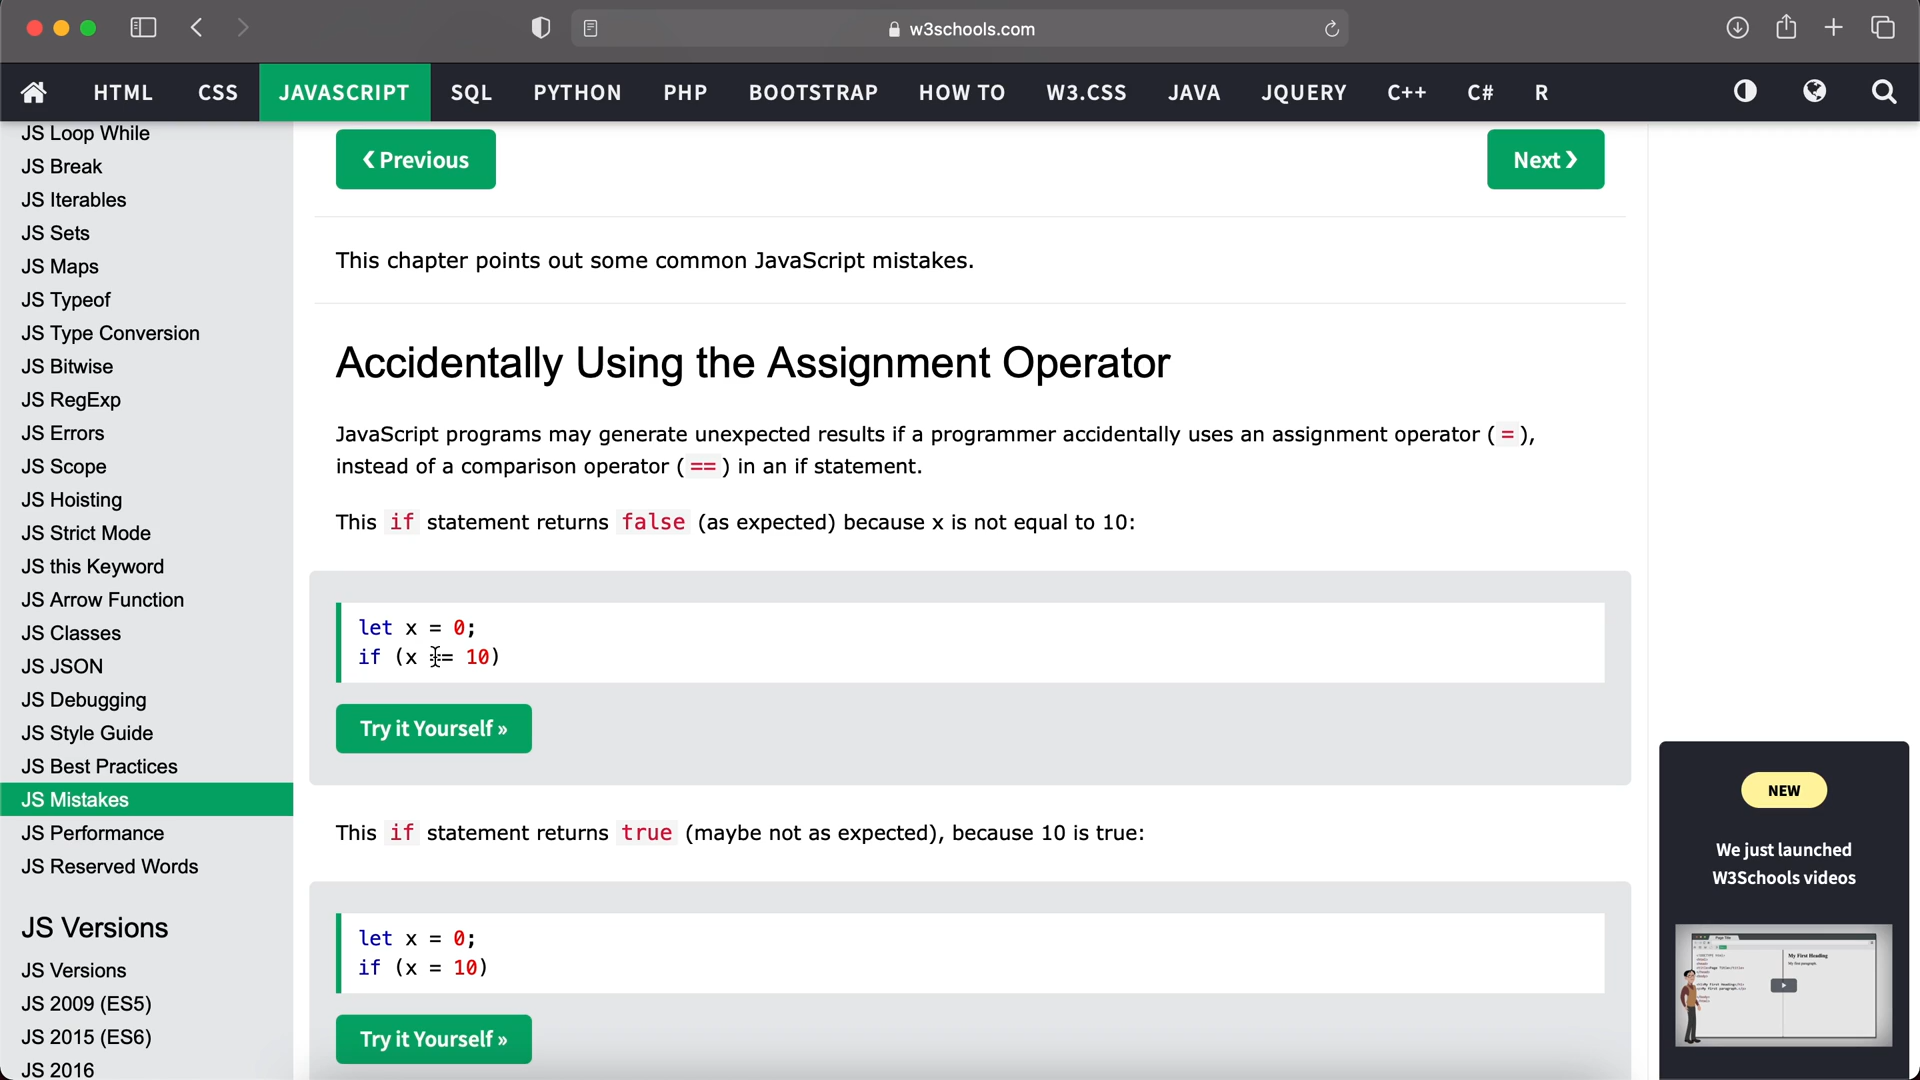 w3schools.com
HTML CSS JAVASCRIPT SQL PYTHON PHP BOOTSTRAP HOW TO W3.CSS JAVA JQUERY C++ C# R
JS Loop While
JS Break
JS Iterables
JS Sets
JS Maps
JS Typeof
JS Type Conversion
JS Bitwise
JS RegExp
JS Errors
JS Scope
JS Hoisting
JS Strict Mode
JS this Keyword
JS Arrow Function
JS Classes
JS JSON
JS Debugging
JS Style Guide
JS Best Practices
JS Mistakes
JS Performance
JS Reserved Words
JS Versions
JS Versions
JS 2009 (ES5)
JS 2015 (ES6)
JS 2016
❮ Previous
Next ❯
This chapter points out some common JavaScript mistakes.
Accidentally Using the Assignment Operator
JavaScript programs may generate unexpected results if a programmer accidentally uses an assignment operator (=),
instead of a comparison operator (==) in an if statement.
This if statement returns false (as expected) because x is not equal to 10:
let x = 0;
if (x == 10)
Try it Yourself »
This if statement returns true (maybe not as expected), because 10 is true:
let x = 0;
if (x = 10)
Try it Yourself »
NEW
We just launched
W3Schools videos
My First Heading